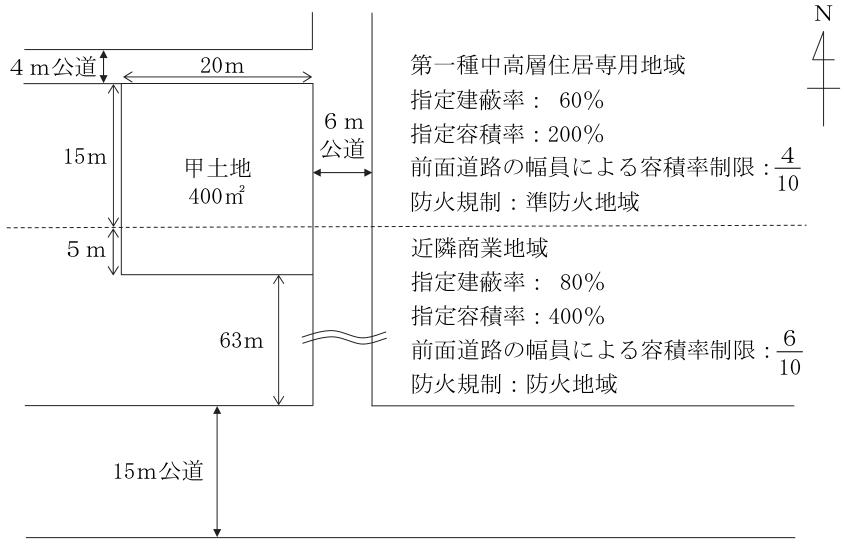 N
4m公道
20m
15m
甲土地
400㎡
6m
公道
5m
63m
15m公道
第一種中高層住居専用地域
指定建蔽率： 60％
指定容積率：200％
前面道路の幅員による容積率制限：4/10
防火規制：準防火地域
近隣商業地域
指定建蔽率： 80％
指定容積率：400％
前面道路の幅員による容積率制限：6/10
防火規制：防火地域